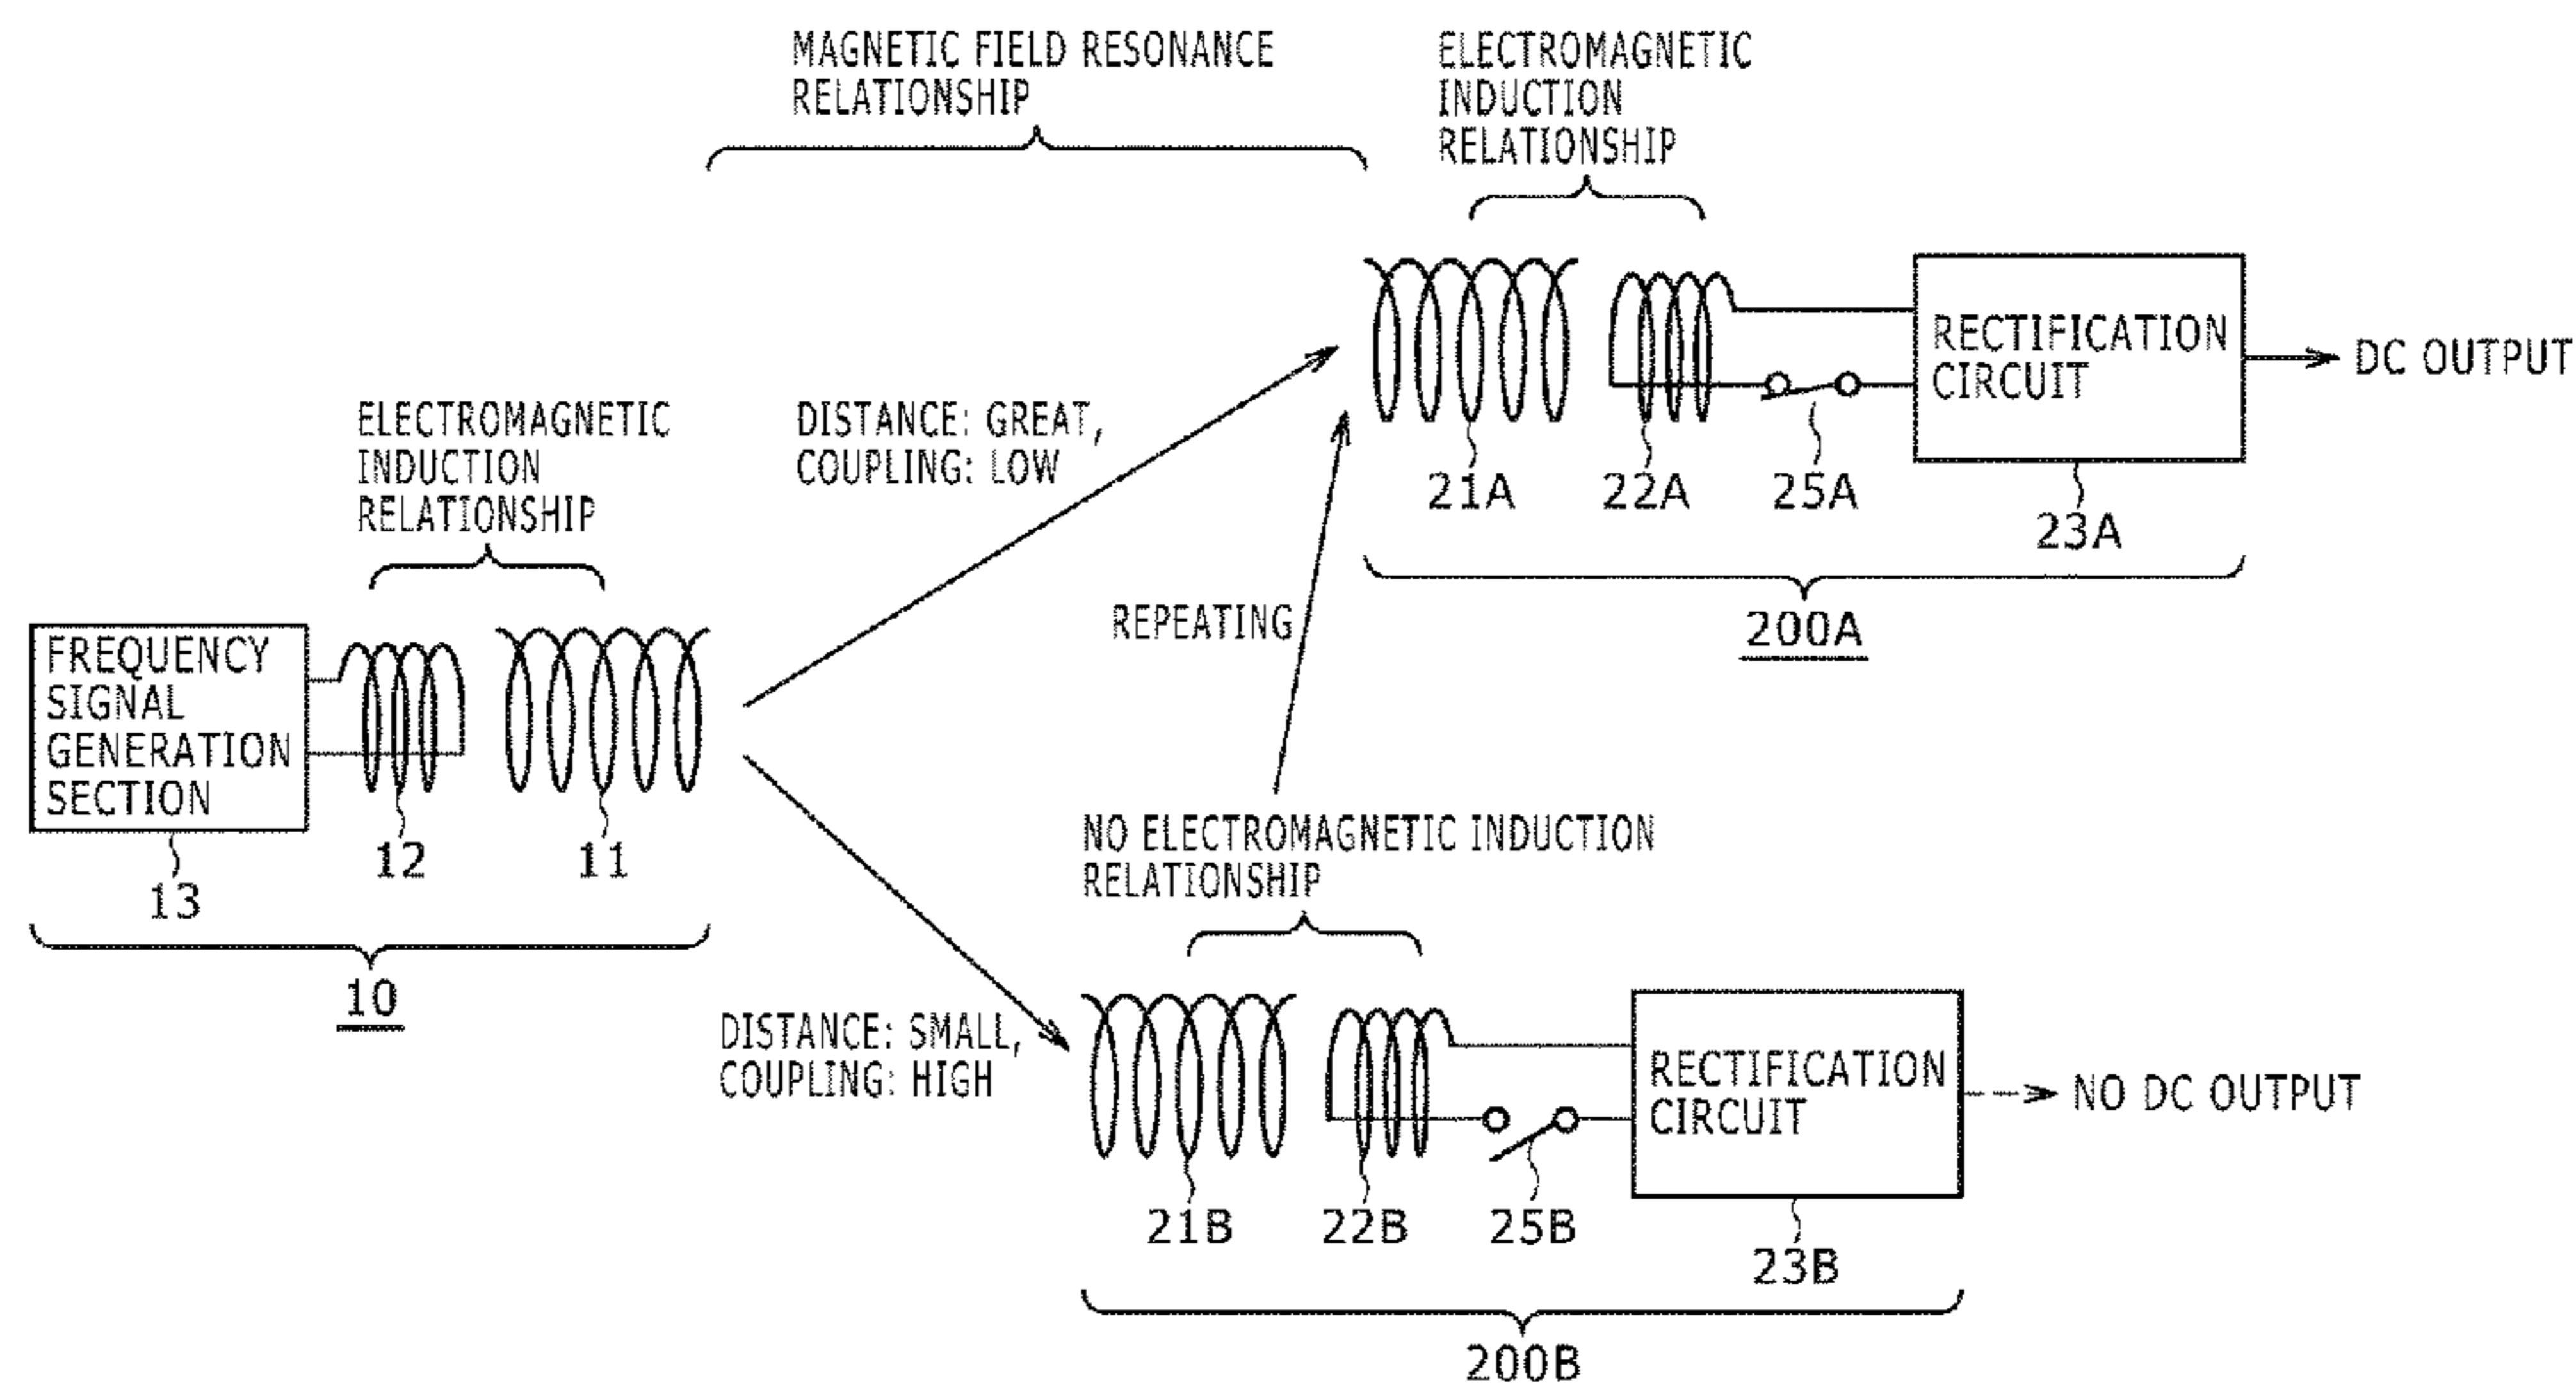 MAGNETIC FIELD RESONANCE
RELATIONSHIP
ELECTROMAGNETIC
INDUCTION
RELATIONSHIP
RECTIFICATION
CIRCUIT
DC OUTPUT
21A
22A
25A
23A
200A
DISTANCE: GREAT,
COUPLING: LOW
ELECTROMAGNETIC
INDUCTION
RELATIONSHIP
REPEATING
FREQUENCY
SIGNAL
GENERATION
SECTION
12
11
13
10
NO ELECTROMAGNETIC INDUCTION
RELATIONSHIP
DISTANCE: SMALL,
COUPLING: HIGH
RECTIFICATION
CIRCUIT
NO DC OUTPUT
21B
22B
25B
23B
200B